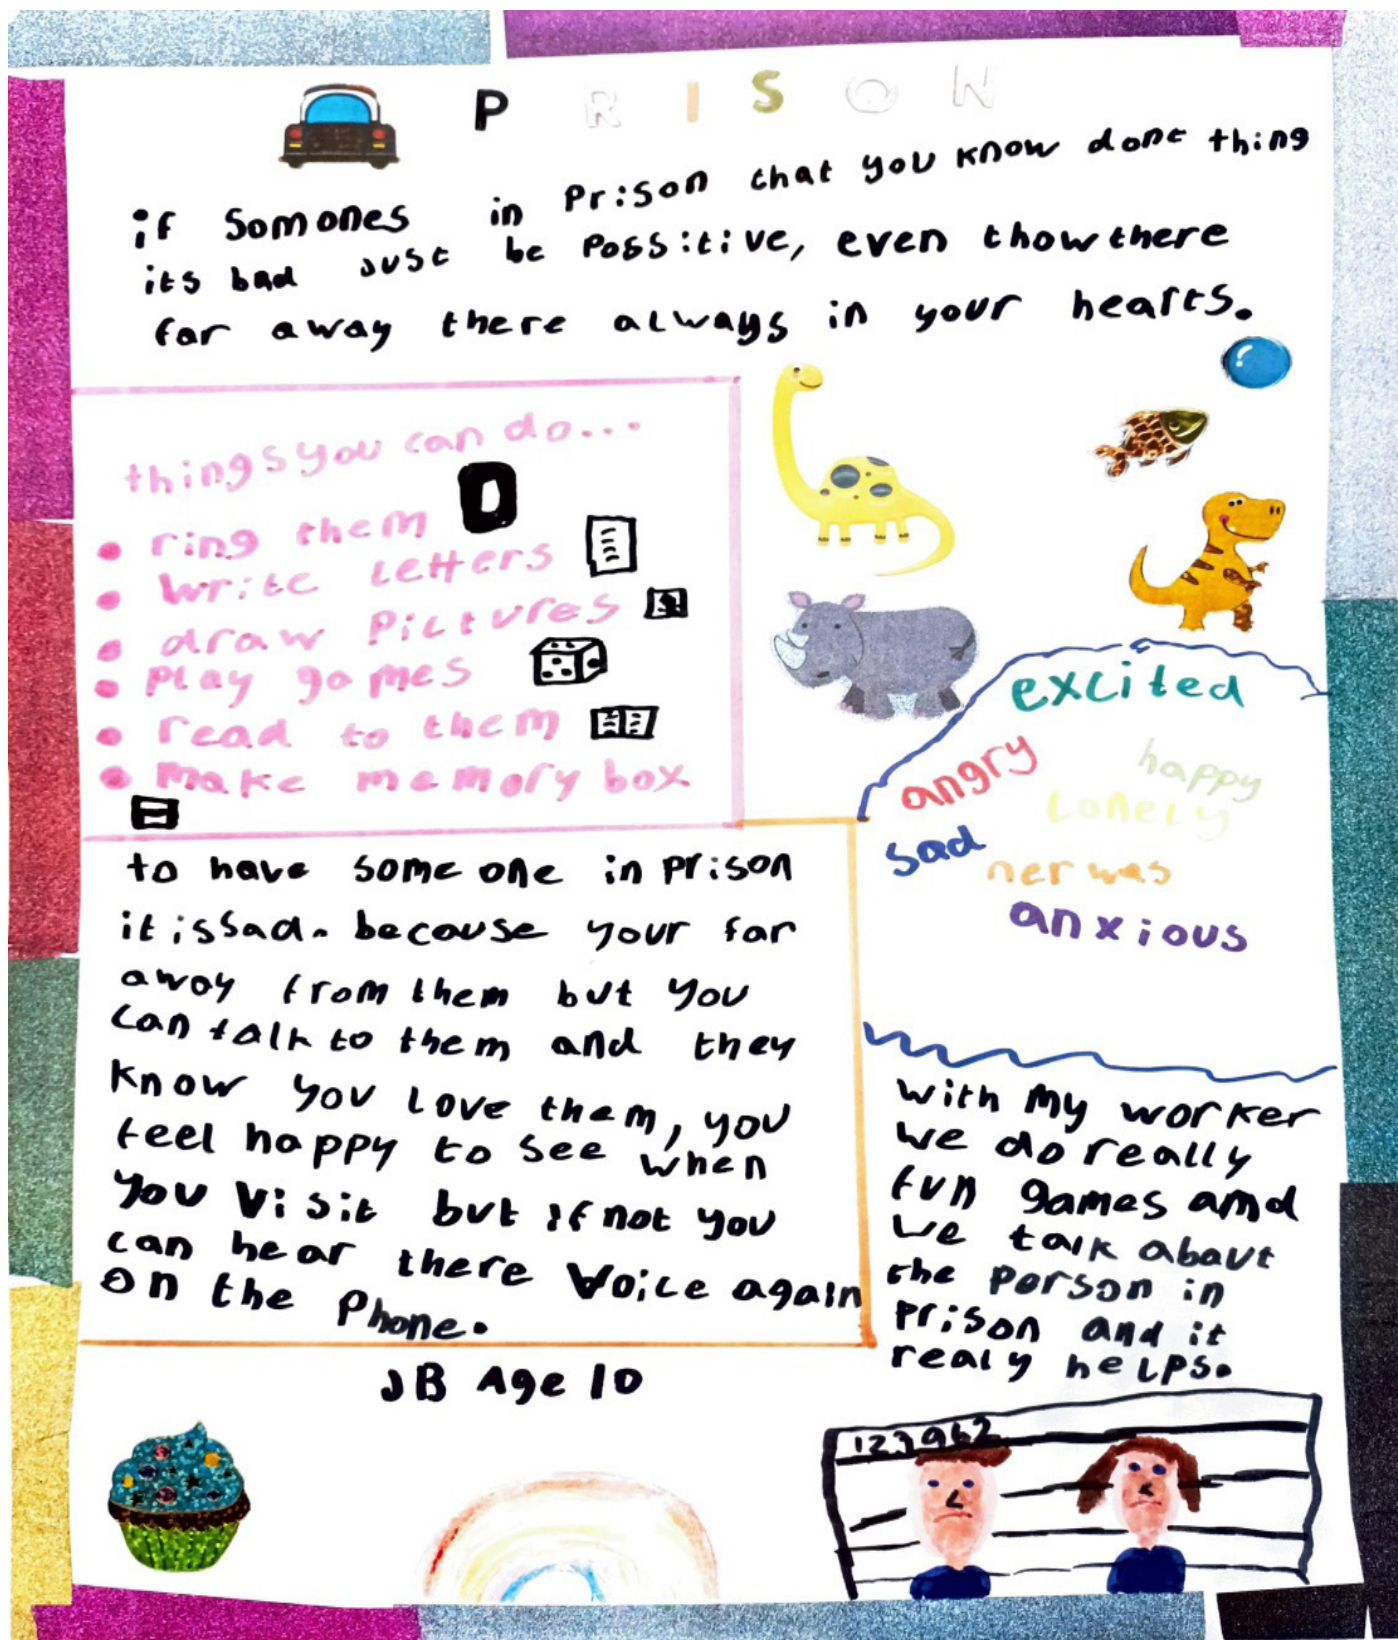 PRISON
if Somones in Prison that you know dont thing
its bad Just be Possitive, even thow there
far away there always in your hearts.
things you can do...
• ring them
• write Letters
• draw Pictures
• Play games
• read to them
• make memory box
excited
angry
happy
Lonely
sad
nerwas
anxious
to have some one in prison
it is Sad. because your far
away from them but you
can talk to them and they
know you Love them, you
feel happy to see when
you visit but if not you
can hear there Voice again
on the Phone.
With my worker
we do really
fun games amd
we talk abaut
the person in
Prison and it
realy heLPs.
JB Age 10
123962